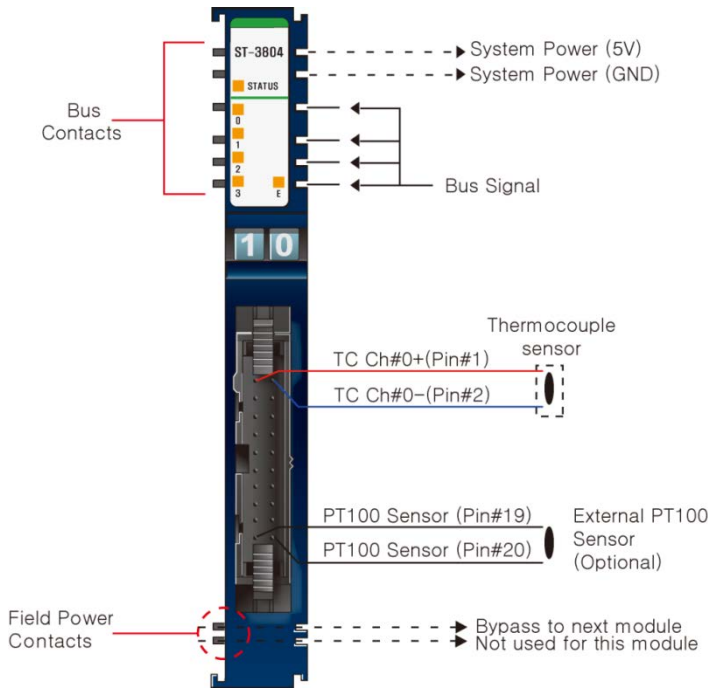 ST-3804
System Power (5V)
System Power (GND)
STATUS
Bus
Contacts
0
1
2
3
E
Bus Signal
1 0
Thermocouple
sensor
TC Ch#0+(Pin#1)
TC Ch#0-(Pin#2)
PT100 Sensor (Pin#19)
PT100 Sensor (Pin#20)
External PT100
Sensor
(Optional)
Field Power
Contacts
Bypass to next module
Not used for this module